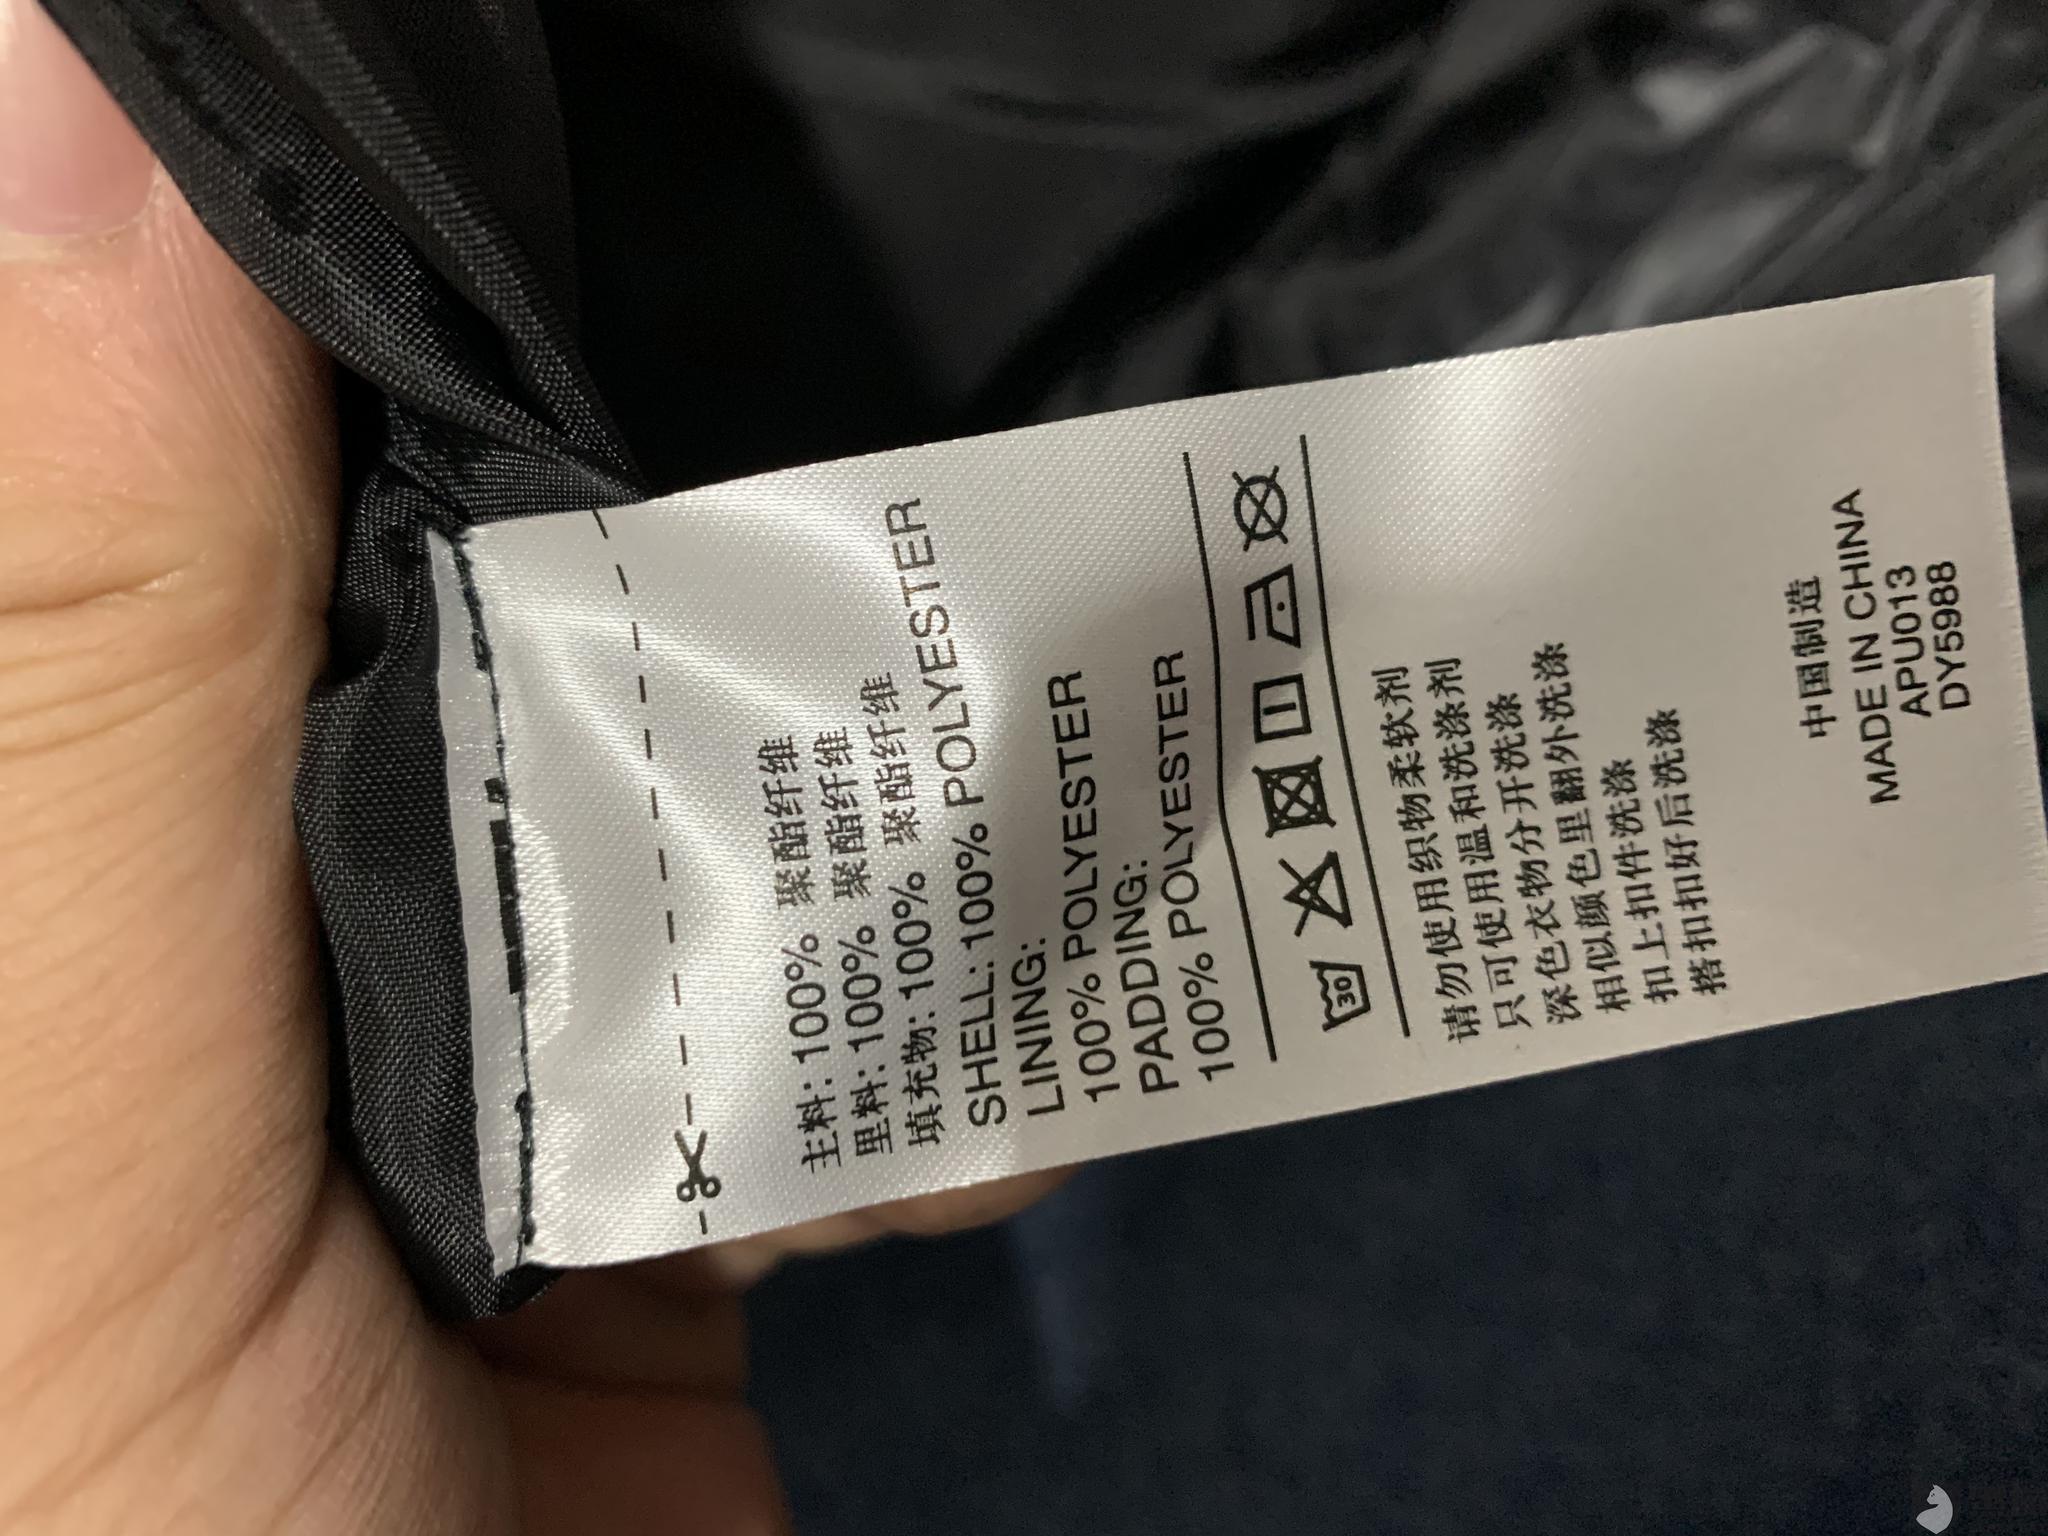 主料: 100% 聚酯纤维
里料: 100% 聚酯纤维
填充物: 100% 聚酯纤维
SHELL: 100% POLYESTER
LINING:
100% POLYESTER
PADDING:
100% POLYESTER
30
请勿使用织物柔软剂
只可使用温和洗涤剂
深色衣物分开洗涤
相似颜色里翻外洗涤
扣上扣件洗涤
搭扣扣好后洗涤
中国制造
MADE IN CHINA
APU013
DY5988